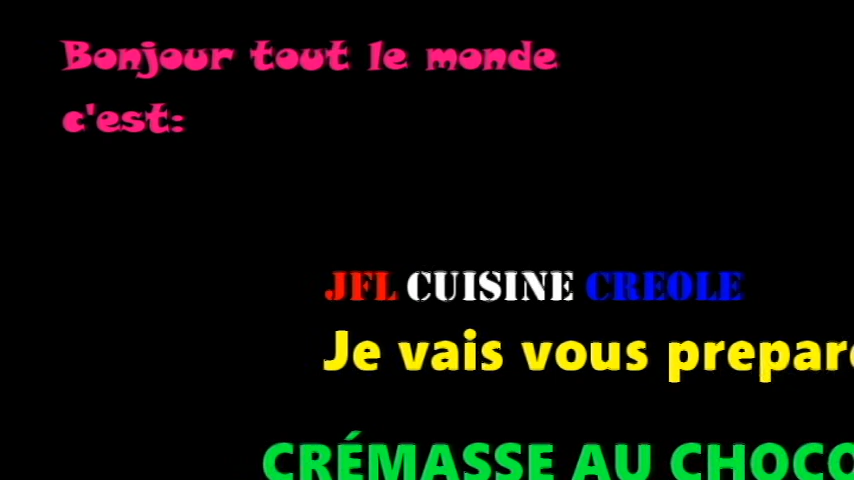 Bonjour tout le monde
c'est:
JFL CUISINE CREOLE
Je vais vous prepare
CRÉMASSE AU CHOCO